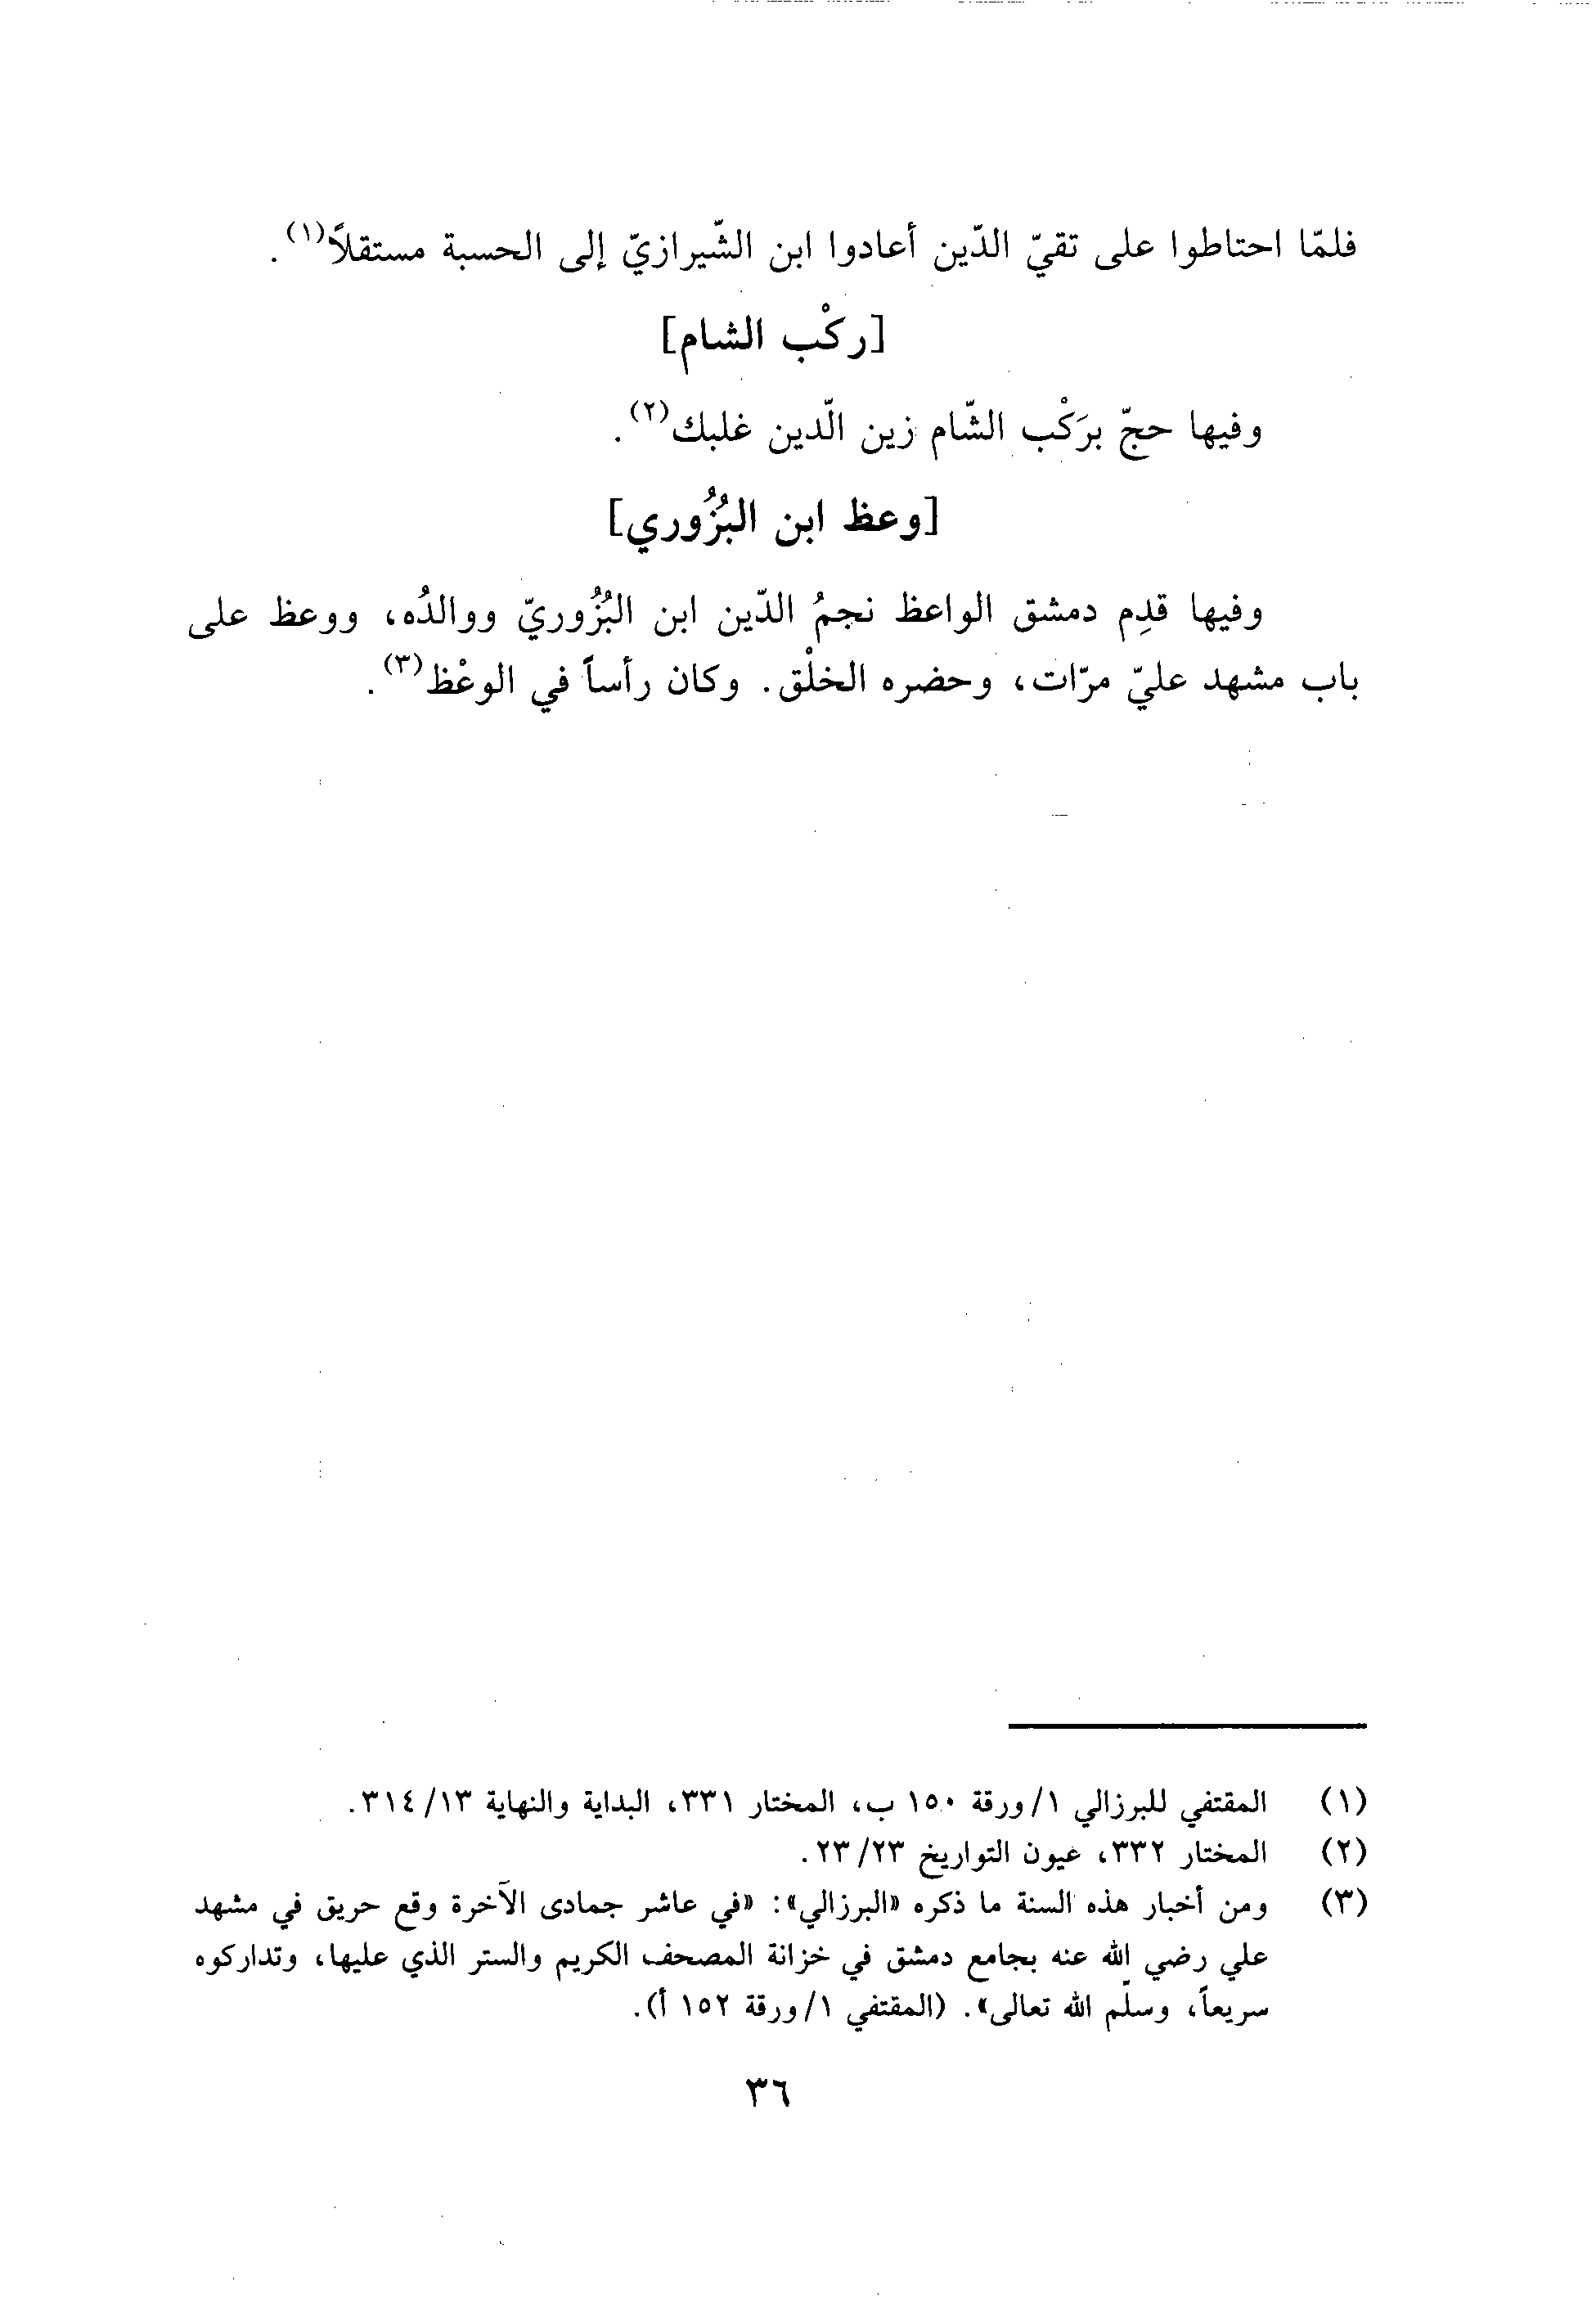 فلمّا احتاطوا على تقيّ الدّين أعادوا ابن الشّيرازيّ إلى الحسبة مستقلاً(١).
[ركْب الشام]
وفيها حجّ برَكْب الشّام زين الّدين غلبك(٢).
[وعظ ابن البُزُوري]
وفيها قدِم دمشق الواعظ نجمُ الدّين ابن البُزُوريّ ووالدُه، ووعظ على
باب مشهد عليّ مرّات، وحضره الخلْق. وكان رأساً في الوعْظ(٣).
(١) المقتفي للبرزالي ١/ورقة ١٥٠ ب، المختار ٣٣١، البداية والنهاية ٣١٤/١٣.
(٢) المختار ٣٣٢، عيون التواريخ ٢٣/٢٣.
(٣) ومن أخبار هذه السنة ما ذكره «البرزالي»: «في عاشر جمادى الآخرة وقع حريق في مشهد
علي رضي الله عنه بجامع دمشق في خزانة المصحف الكريم والستر الذي عليها، وتداركوه
سريعاً، وسلّم الله تعالى». (المقتفي ١/ورقة ١٥٢ أ).
٣٦